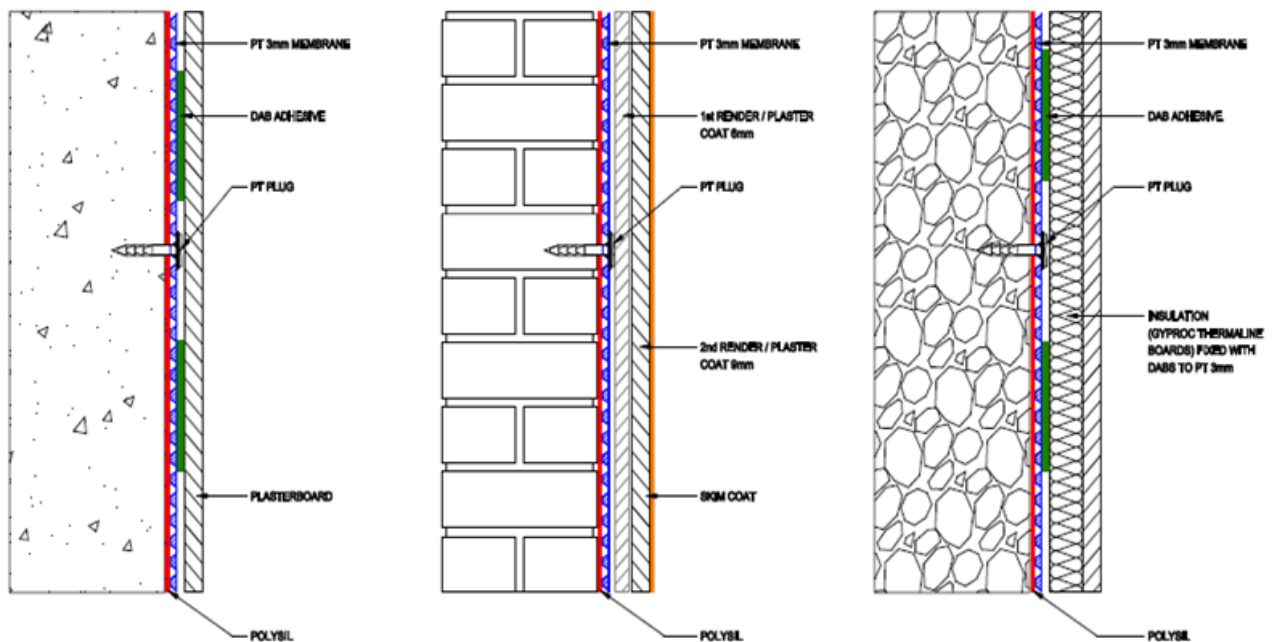 PT 3mm MEMBRANE
DAB ADHESIVE
PT PLUG
PLASTERBOARD
POLYSIL
PT 3mm MEMBRANE
1st RENDER / PLASTER
COAT 6mm
PT PLUG
2nd RENDER / PLASTER
COAT 9mm
SKIM COAT
POLYSIL
PT 3mm MEMBRANE
DAB ADHESIVE
PT PLUG
INSULATION
(GYPROC THERMALINE
BOARDS) FIXED WITH
DABS TO PT 3mm
POLYSIL